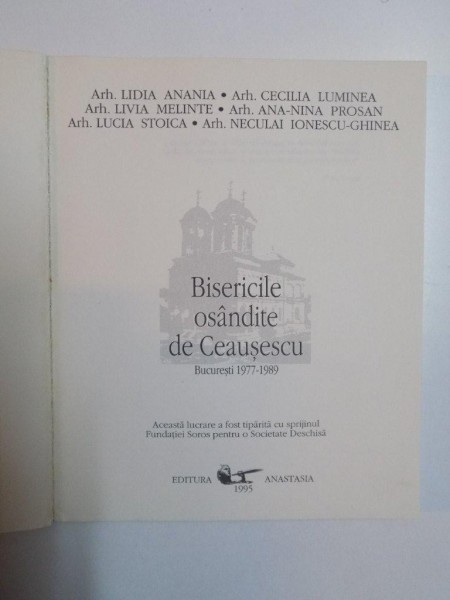 Arh. LIDIA ANANIA • Arh. CECILIA LUMINEA
Arh. LIVIA MELINTE • Arh. ANA-NINA PROSAN
Arh. LUCIA STOICA • Arh. NECULAI IONESCU-GHINEA
Bisericile
osândite
de Ceaușescu
București 1977-1989
Această lucrare a fost tipărită cu sprijinul
Fundației Soros pentru o Societate Deschisă
EDITURA ANASTASIA
1995